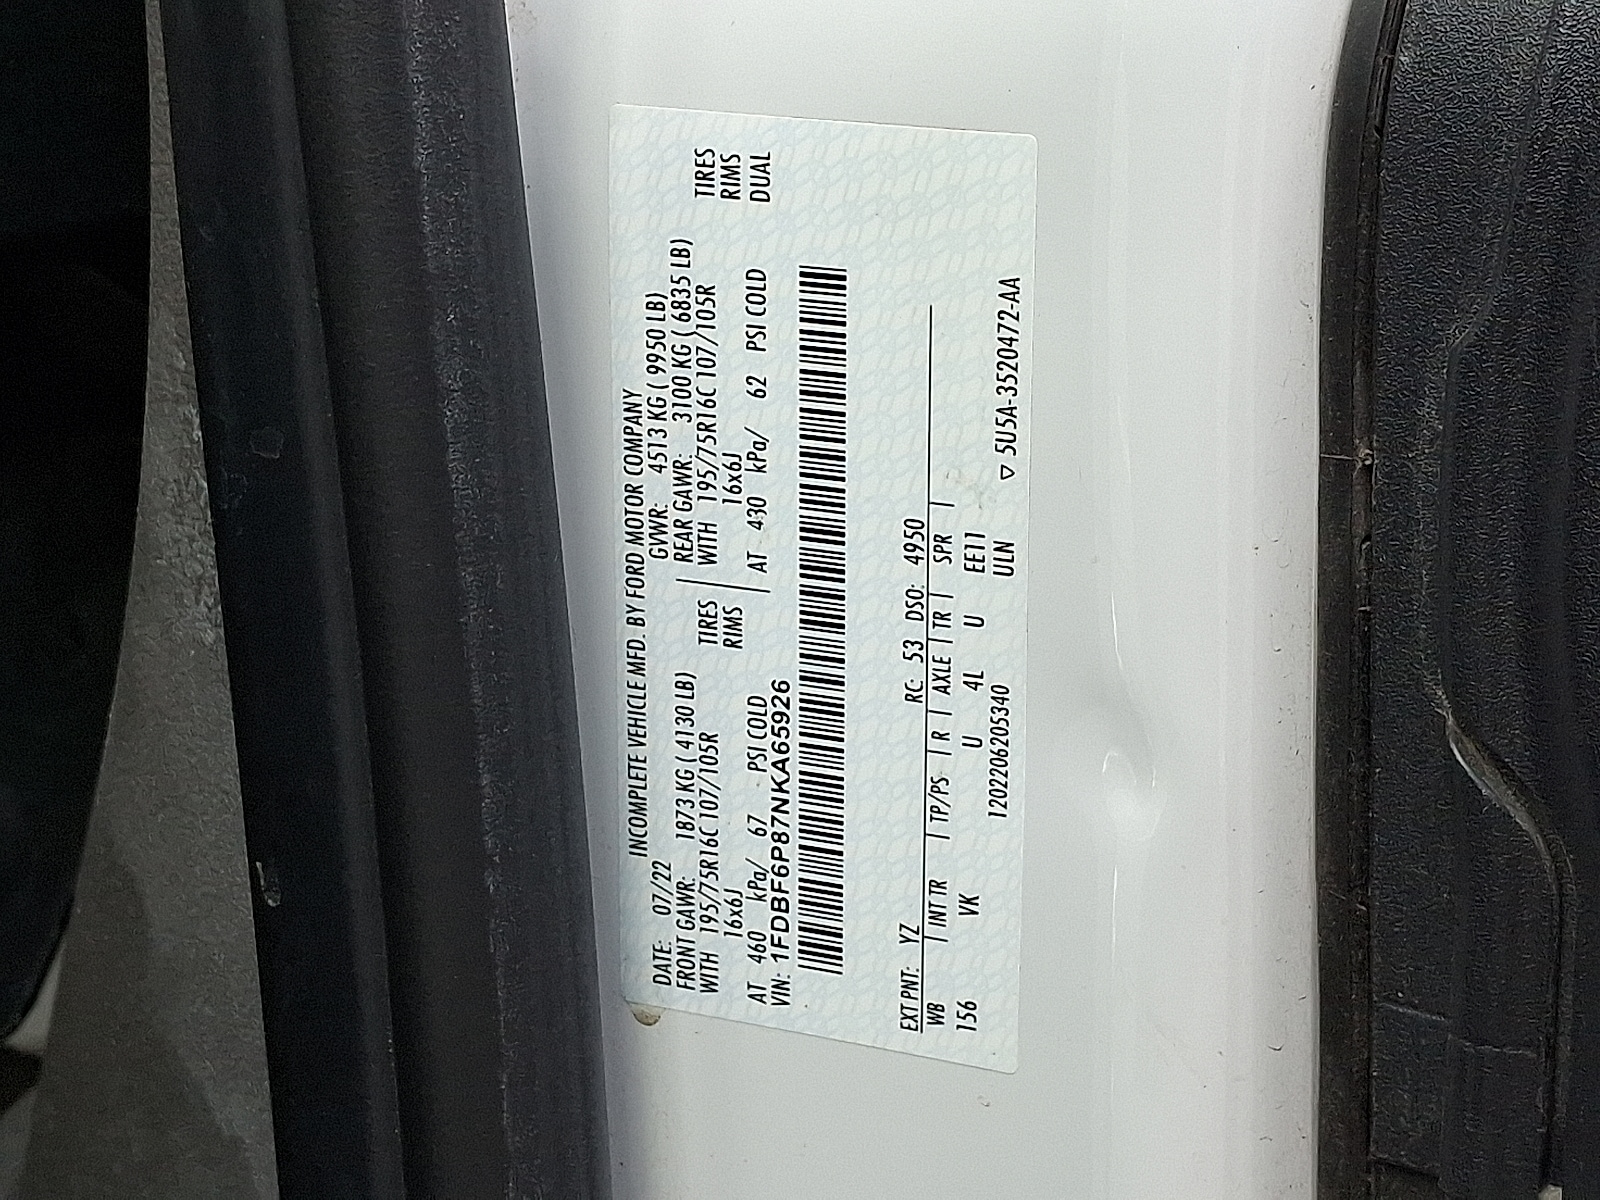 INCOMPLETE VEHICLE MFD. BY FORD MOTOR COMPANY
DATE: 07/22 GVWR: 4513 KG ( 9950 LB)
FRONT GAWR: 1873 KG ( 4130 LB) REAR GAWR: 3100 KG ( 6835 LB)
WITH 195/75R16C 107/105R TIRES WITH 195/75R16C 107/105R TIRES
16x6J RIMS 16x6J RIMS
AT 460 kPa/ 67 PSI COLD AT 430 kPa/ 62 PSI COLD DUAL
VIN: 1FDBF6P87NKA65926
EXT PNT: YZ RC: 53 DSO: 4950
WB | INT TR | TP/PS | R | AXLE | TR | SPR |
156 VK U 4L U EE11
1202206205340 ULN
▽ 5U5A-3520472-AA